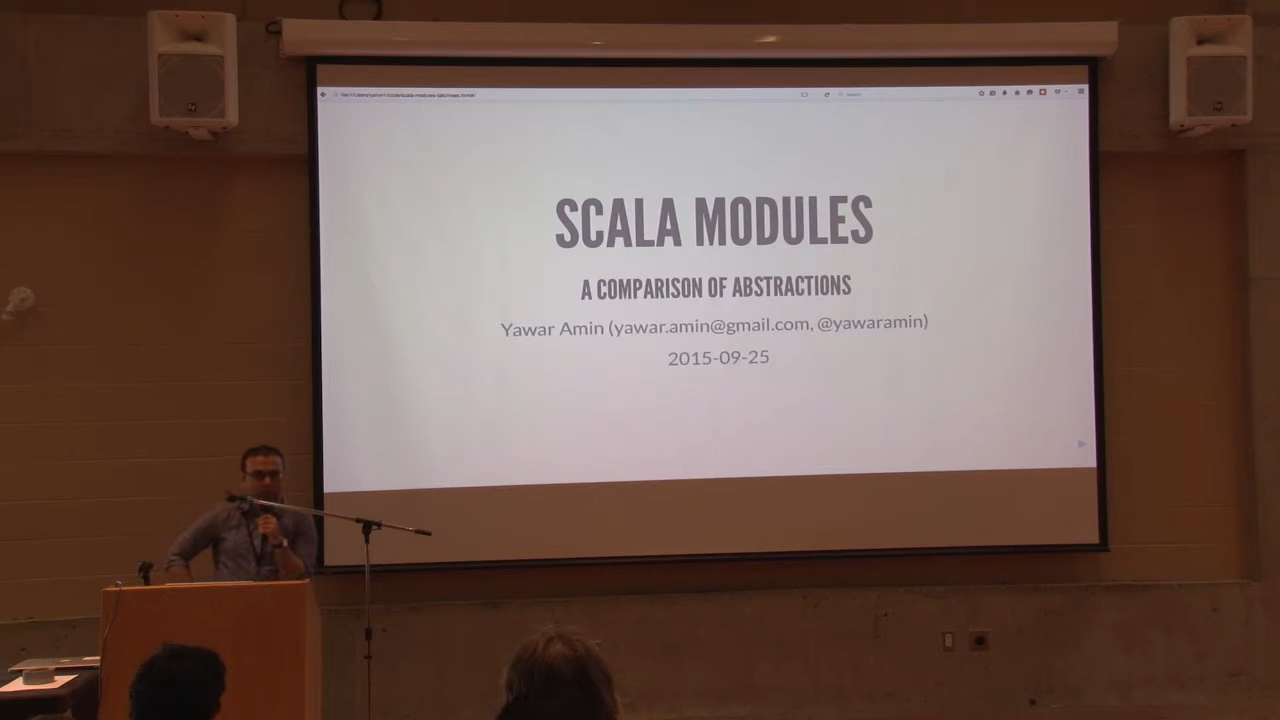 SCALA MODULES
A COMPARISON OF ABSTRACTIONS
Yawar Amin (yawar.amin@gmail.com, @yawaramin)
2015-09-25